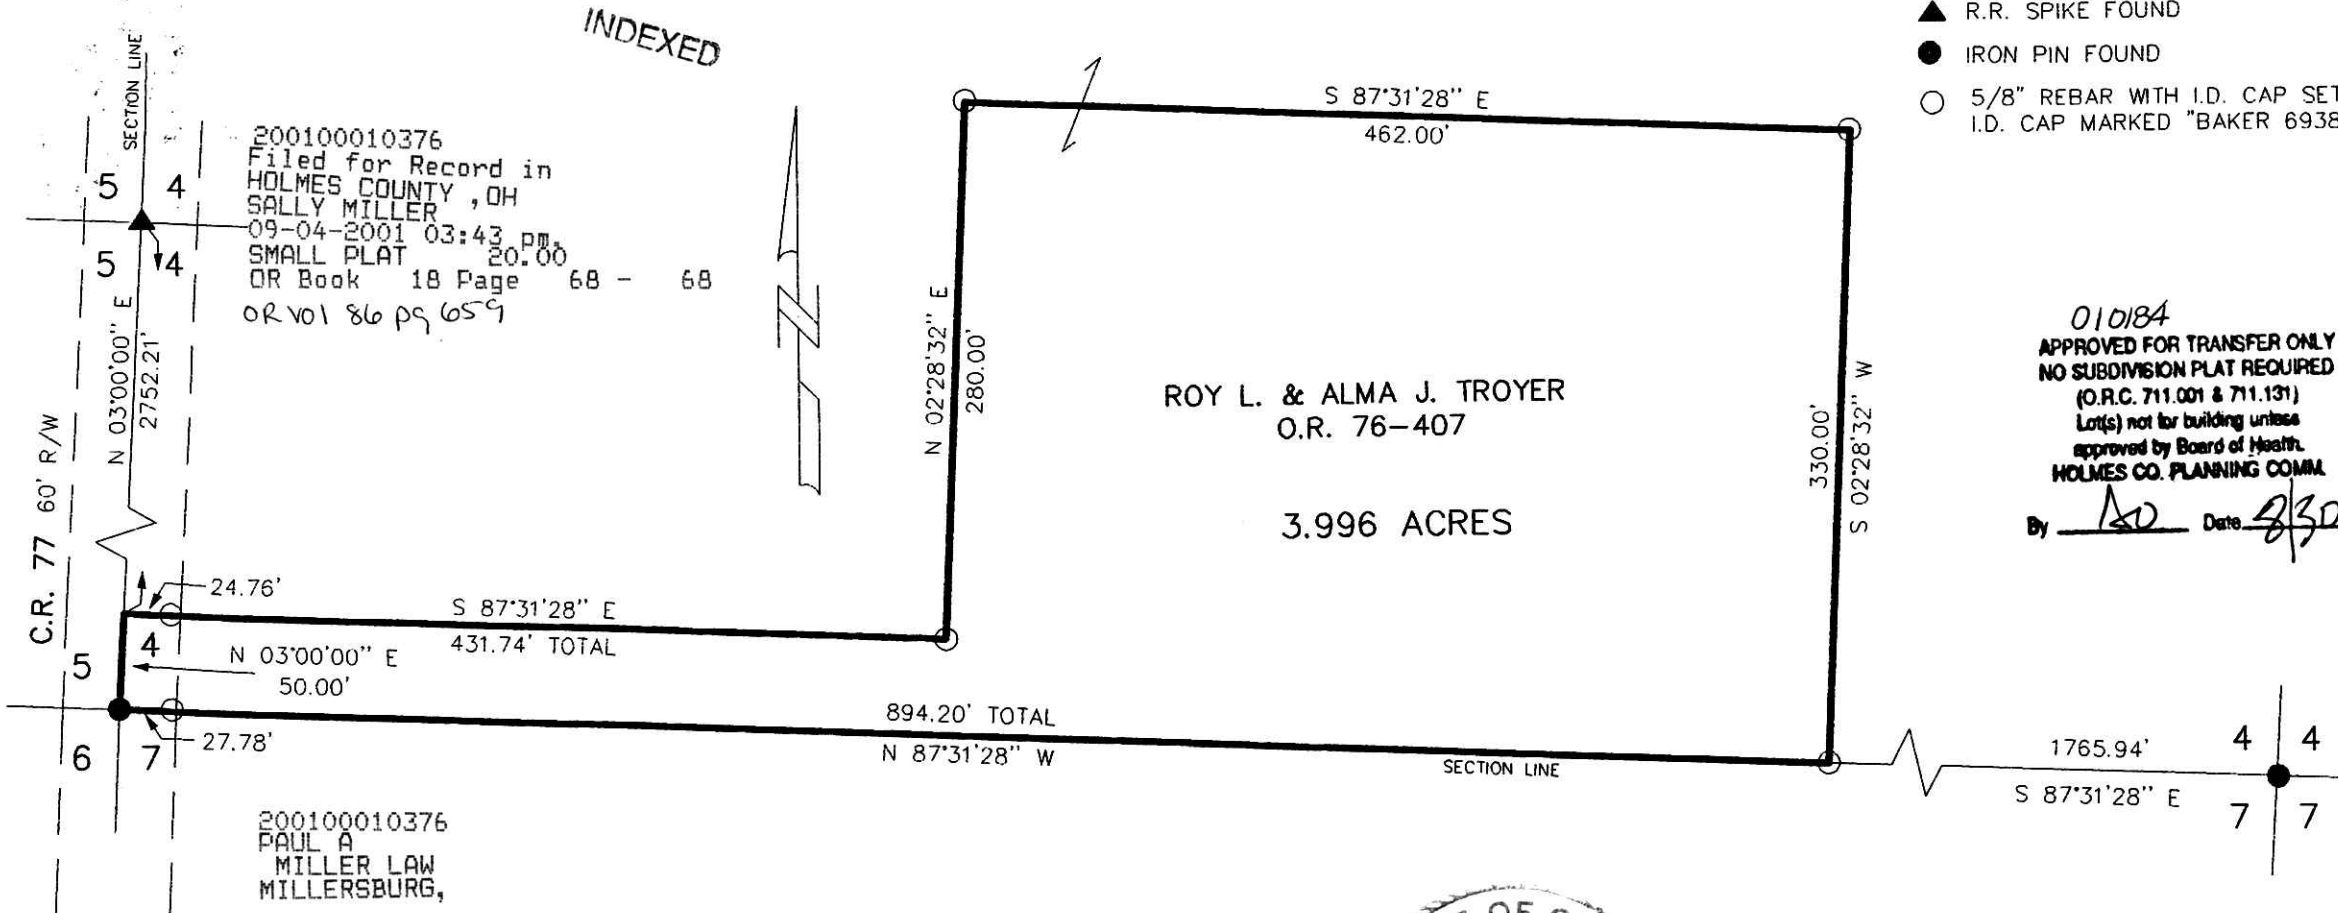 INDEXED
▲ R.R. SPIKE FOUND
● IRON PIN FOUND
○ 5/8" REBAR WITH I.D. CAP SET
I.D. CAP MARKED "BAKER 6938
SECTION LINE
5 4
5 4
200100010376
Filed for Record in
HOLMES COUNTY ,OH
SALLY MILLER
09-04-2001 03:43 pm.
SMALL PLAT 20.00
OR Book 18 Page 68 - 68
OR VOl 86 pg 659
S 87°31'28" E
462.00'
N 03°00'00" E
2752.21'
N 02°28'32" E
280.00'
ROY L. & ALMA J. TROYER
O.R. 76-407
3.996 ACRES
330.00'
S 02°28'32" W
010184
APPROVED FOR TRANSFER ONLY
NO SUBDIVISION PLAT REQUIRED
(O.R.C. 711.001 & 711.131)
Lot(s) not for building unless
approved by Board of Health.
HOLMES CO. PLANNING COMM.
By Date 8/30
C.R. 77 60' R/W
24.76'
S 87°31'28" E
431.74' TOTAL
5 4
N 03°00'00" E
50.00'
6 7
27.78'
894.20' TOTAL
N 87°31'28" W
SECTION LINE
1765.94'
S 87°31'28" E
4 4
7 7
200100010376
PAUL A
MILLER LAW
MILLERSBURG,
OF